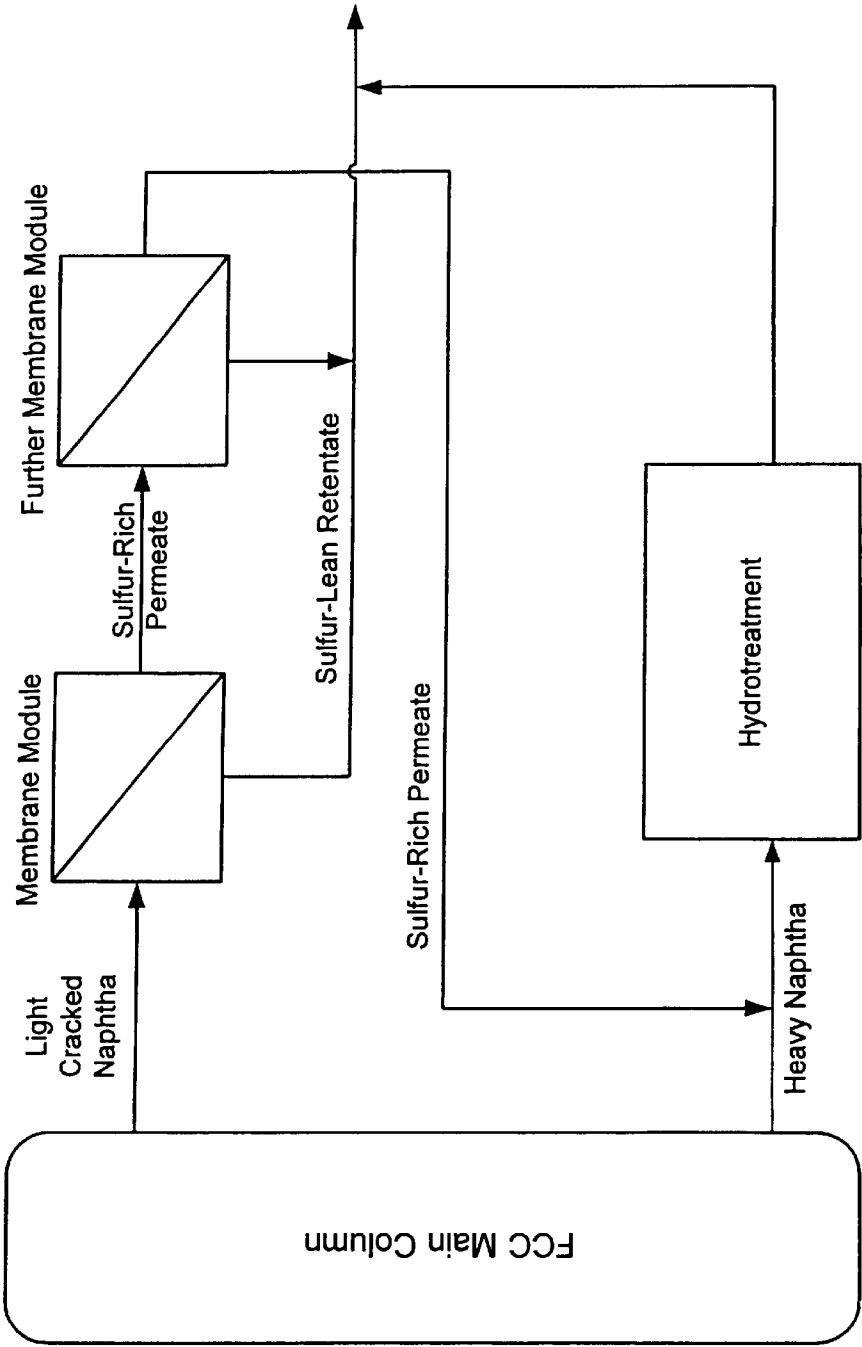 FCC Main Column
Light
Cracked
Naphtha
Membrane Module
Sulfur-Rich
Permeate
Further Membrane Module
Sulfur-Lean Retentate
Sulfur-Rich Permeate
Heavy Naphtha
Hydrotreatment